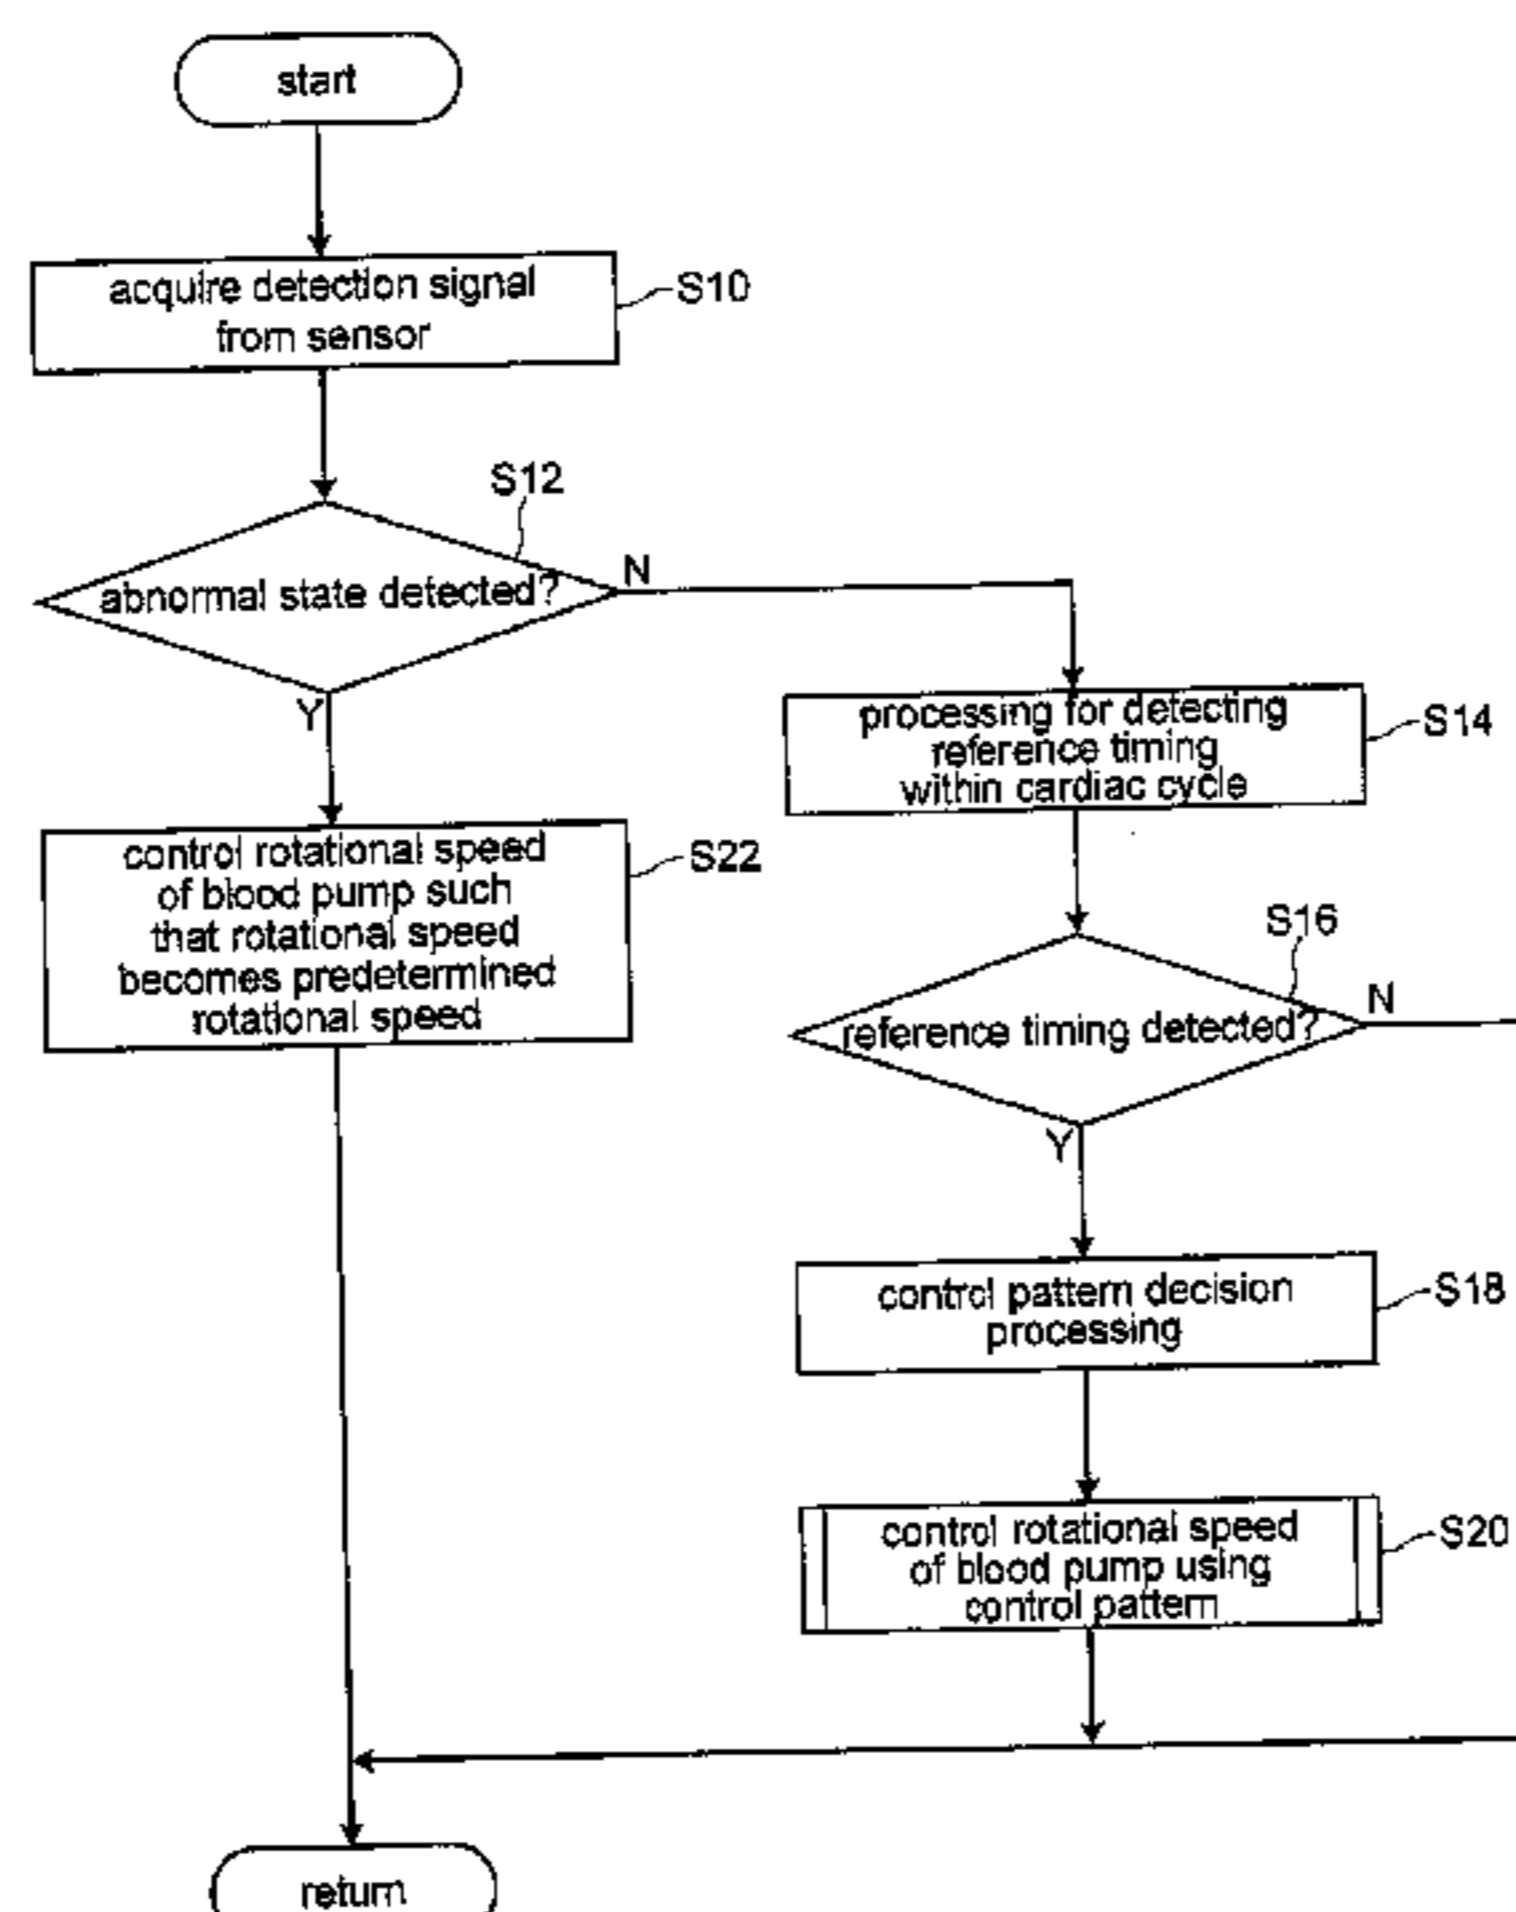 start
acquire detection signal
from sensor
S10
S12
abnormal state detected?
N
Y
processing for detecting
reference timing
within cardiac cycle
S14
control rotational speed
of blood pump such
that rotational speed
becomes predetermined
rotational speed
S22
S16
reference timing detected?
N
Y
control pattern decision
processing
S18
control rotational speed
of blood pump using
control pattern
S20
return